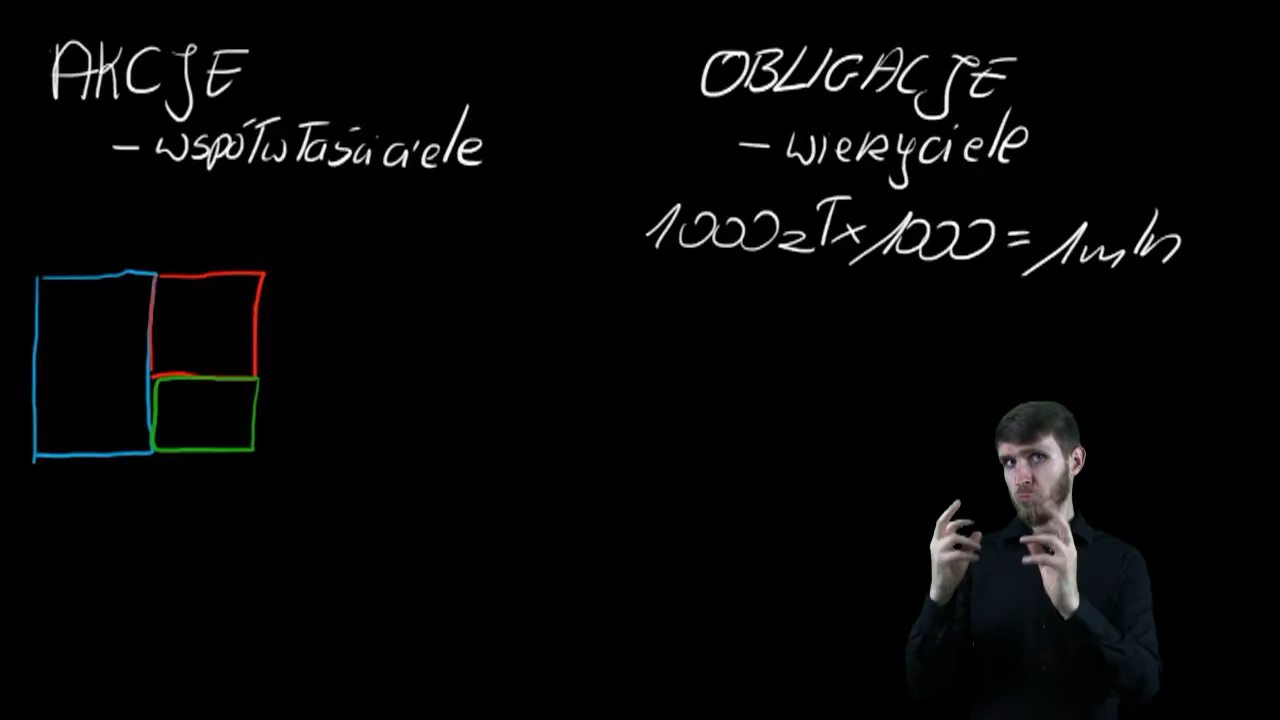 AKCJE
- współwłaściciele
OBLIGACJE
- wierzyciele
1000zł x 1000 = 1mln